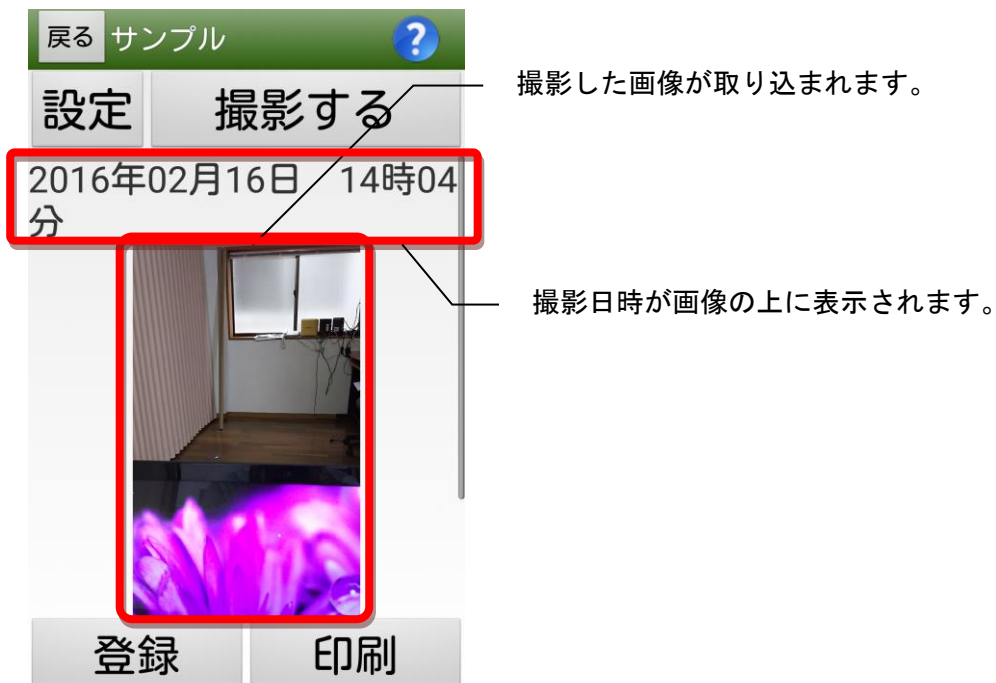 戻る サンプル ?
設定 撮影する
撮影した画像が取り込まれます。
2016年02月16日　14時04
分
撮影日時が画像の上に表示されます。
登録 印刷